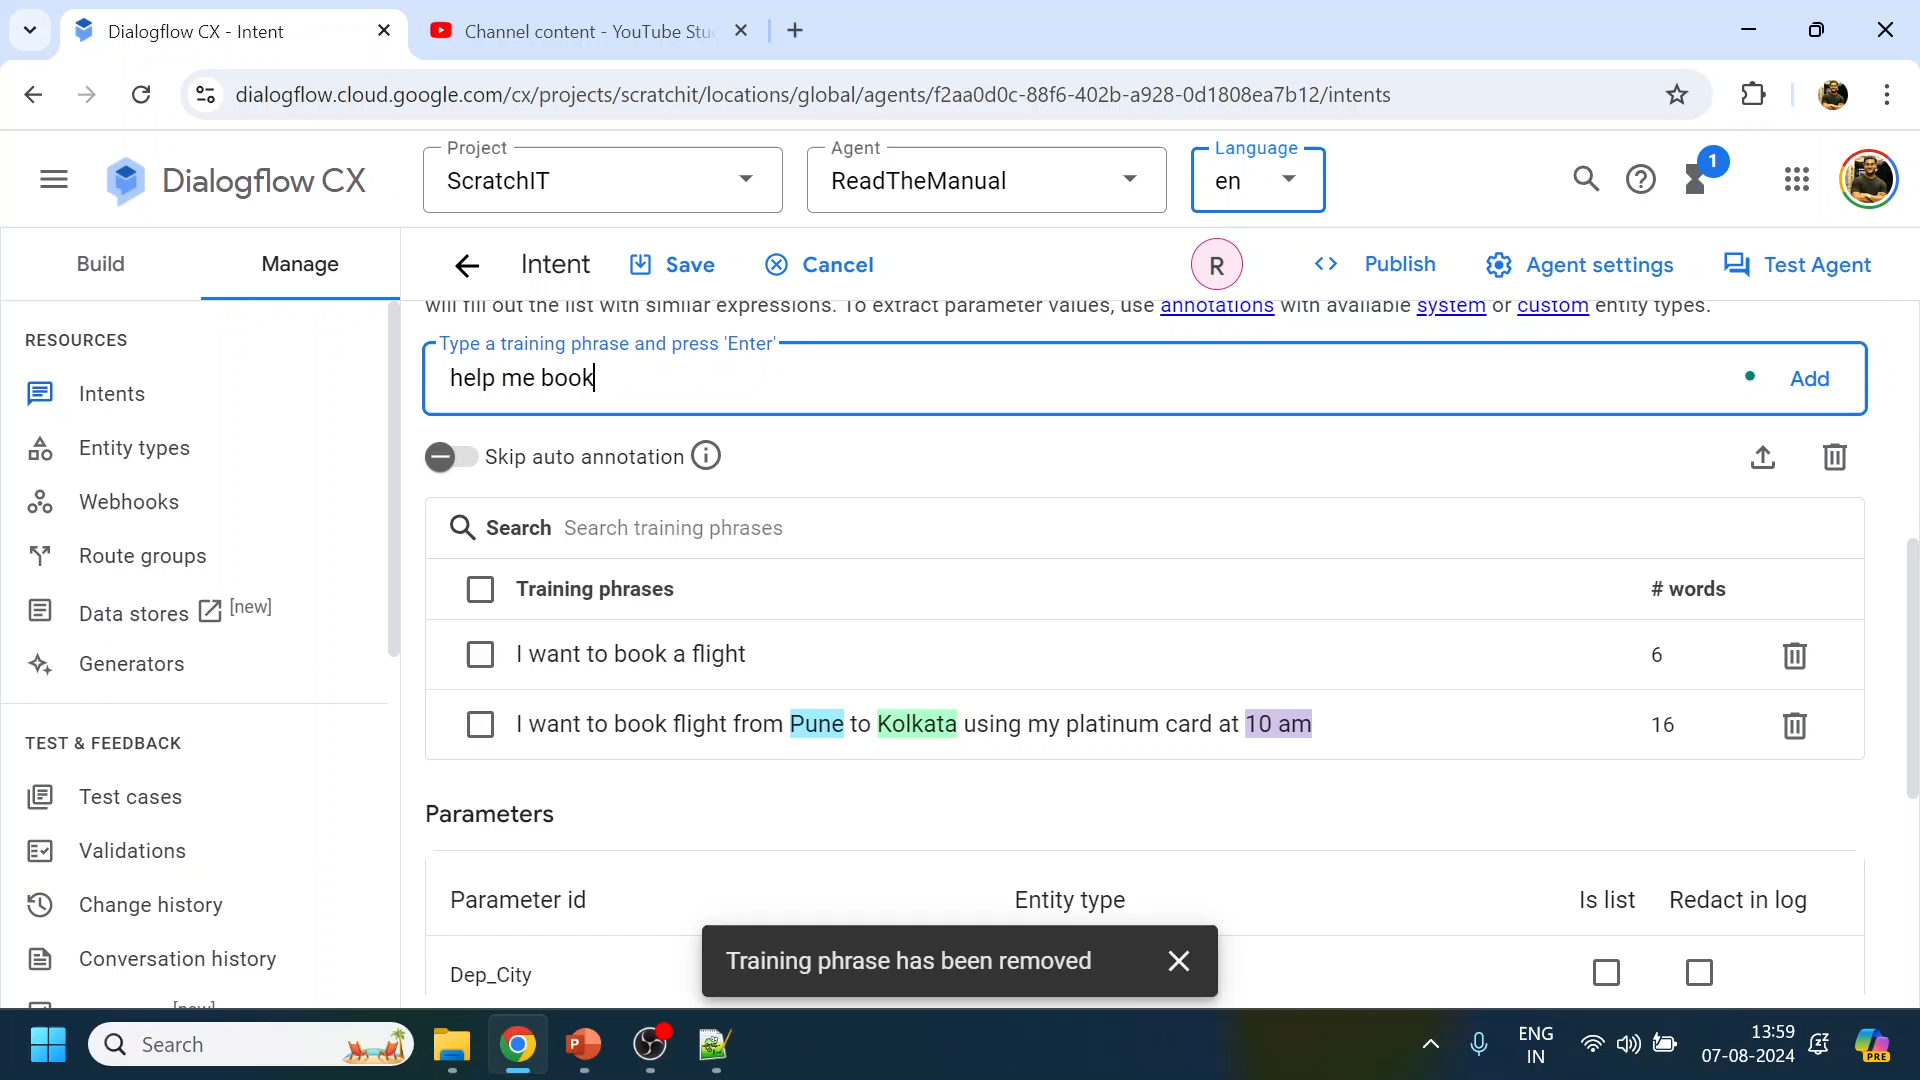 Dialogflow CX - Intent
Channel content - YouTube Stu
dialogflow.cloud.google.com/cx/projects/scratchit/locations/global/agents/f2aa0d0c-88f6-402b-a928-0d1808ea7b12/intents
Dialogflow CX
Project
ScratchIT
Agent
ReadTheManual
Language
en
1
Build
Manage
Intent
Save
Cancel
R
Publish
Agent settings
Test Agent
RESOURCES
Intents
Entity types
Webhooks
Route groups
Data stores [new]
Generators
TEST & FEEDBACK
Test cases
Validations
Change history
Conversation history
[new]
will fill out the list with similar expressions. To extract parameter values, use annotations with available system or custom entity types.
Type a training phrase and press 'Enter'
help me book
Add
Skip auto annotation
Search Search training phrases
Training phrases # words
I want to book a flight 6
I want to book flight from Pune to Kolkata using my platinum card at 10 am 16
Parameters
Parameter id Entity type Is list Redact in log
Dep_City
Training phrase has been removed
Search
ENG
IN
13:59
07-08-2024
PRE